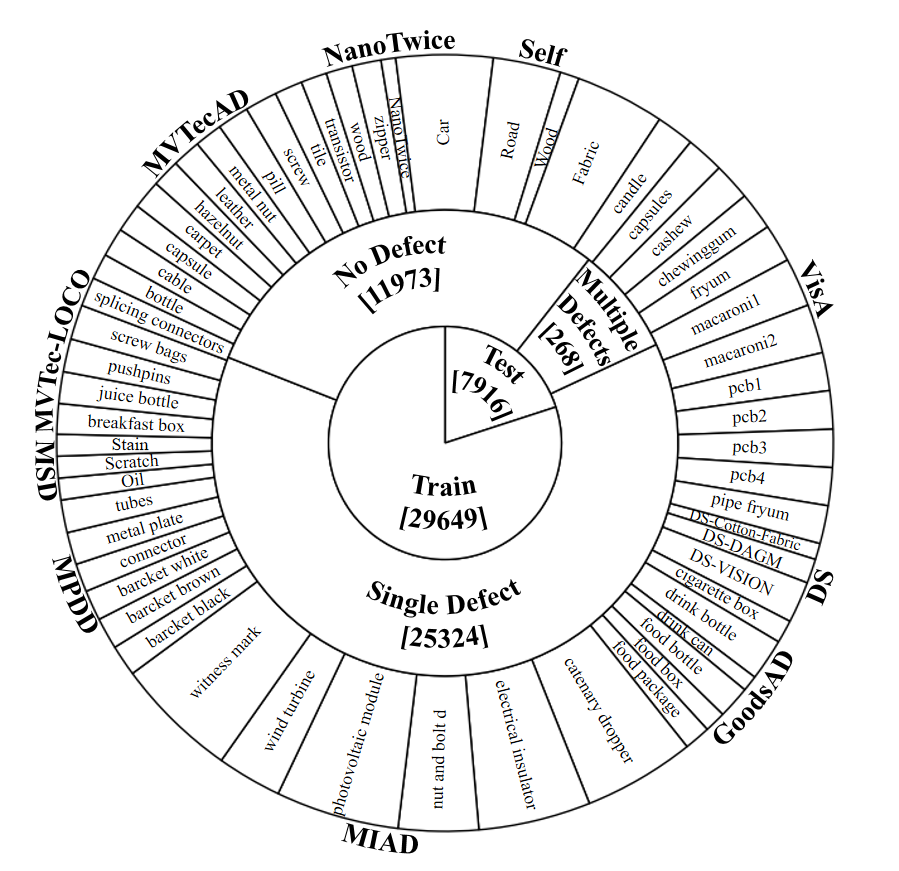 NanoTwice
Self
VisA
DS
GoodsAD
MIAD
MPDD
MSD
MVTec-LOCO
MVTecAD
Car
Road
Wood
Fabric
candle
capsules
cashew
chewinggum
fryum
macaroni1
macaroni2
pcb1
pcb2
pcb3
pcb4
pipe fryum
DS-Cotton-Fabric
DS-DAGM
DS-VISION
cigarette box
drink bottle
drink can
food bottle
food box
food package
catenary dropper
electrical insulator
nut and bolt d
photovoltaic module
wind turbine
witness mark
barcket black
barcket brown
barcket white
connector
metal plate
tubes
Oil
Scratch
Stain
breakfast box
juice bottle
pushpins
screw bags
splicing connectors
bottle
cable
capsule
carpet
hazelnut
leather
metal nut
pill
screw
tile
transistor
wood
zipper
NanoTwice
No Defect
[11973]
Multiple
Defects
[268]
Single Defect
[25324]
Test
[7916]
Train
[29649]